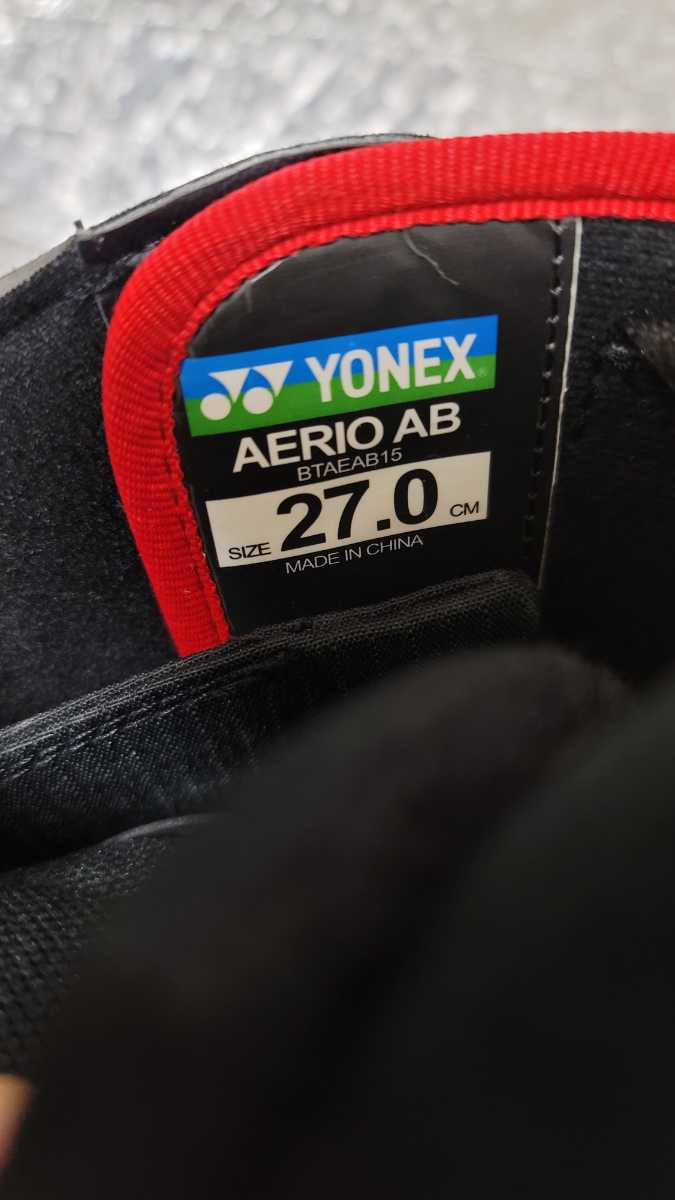 YONEX®
AERIO AB
BTAEAB15
SIZE 27.0 CM
MADE IN CHINA